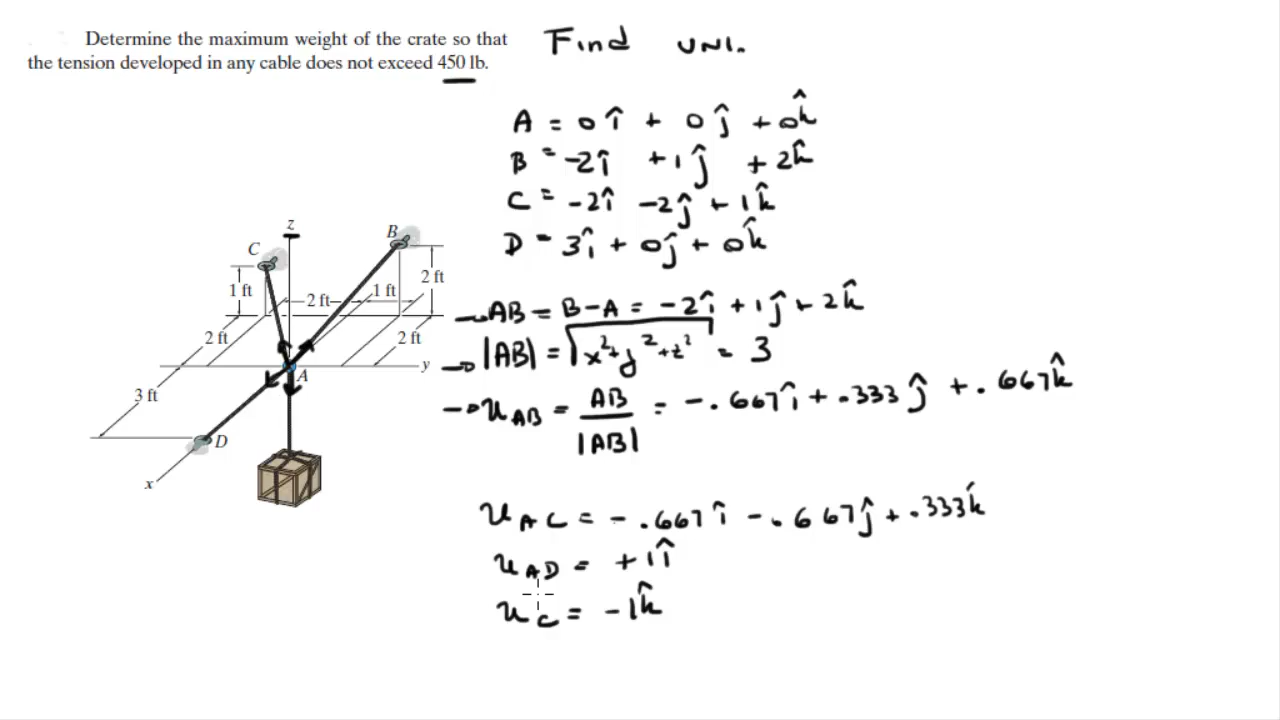 Determine the maximum weight of the crate so that
the tension developed in any cable does not exceed 450 lb.
Find UNI.
A = 0î + 0ĵ + 0k̂
B = -2î +1ĵ + 2k̂
C = -2î -2ĵ + 1k̂
D = 3î + 0ĵ + 0k̂
AB = B-A = -2î + 1ĵ + 2k̂
|AB| = √x²+y²+z² = 3
u_AB = AB/|AB| = -.667î + .333ĵ + .667k̂
u_AC = -.667î - .667ĵ + .333k̂
u_AD = +1î
u_C = -1k̂
z
B
C
2 ft
1 ft
2 ft
1 ft
2 ft
2 ft
y
A
3 ft
D
x